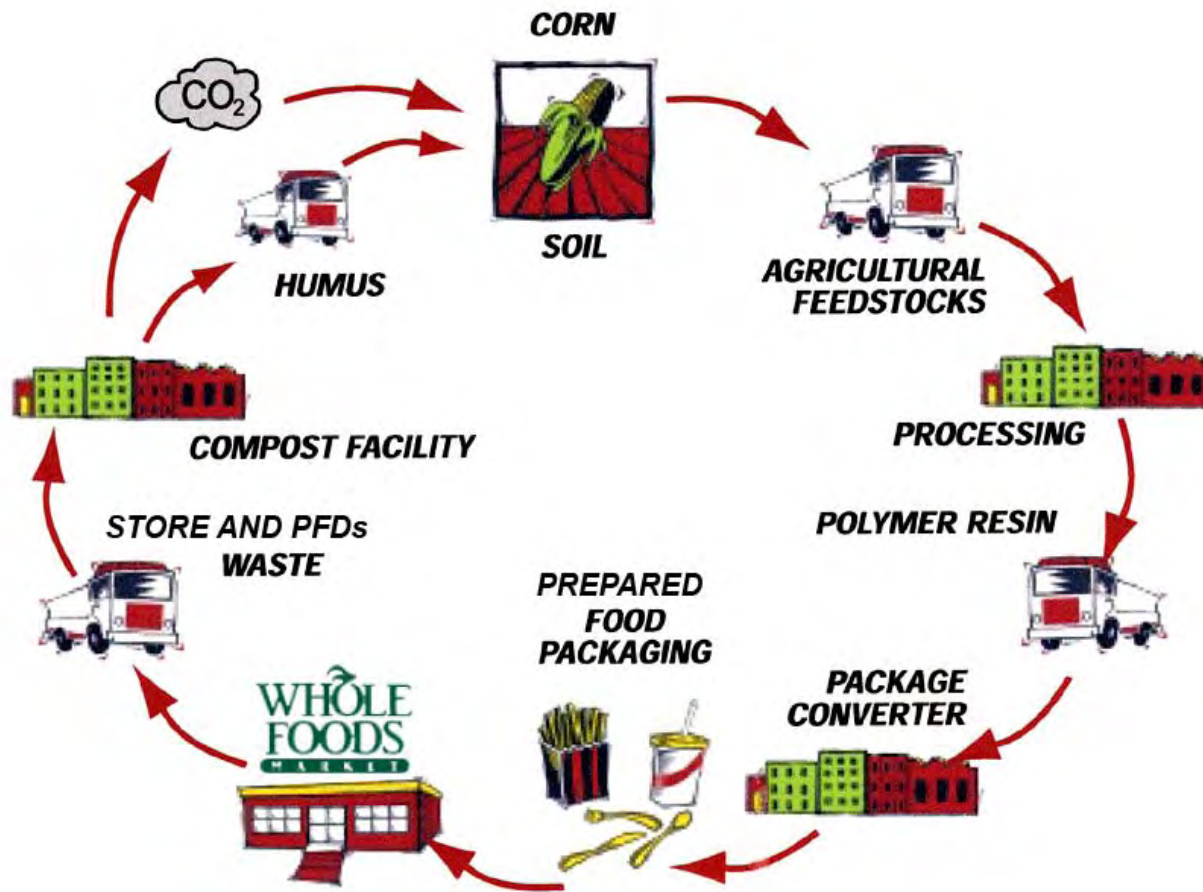 CORN
CO₂
SOIL
HUMUS
AGRICULTURAL
FEEDSTOCKS
COMPOST FACILITY
PROCESSING
STORE AND PFDs
WASTE
POLYMER RESIN
PREPARED
FOOD
PACKAGING
PACKAGE
CONVERTER
WHOLE
FOODS
MARKET